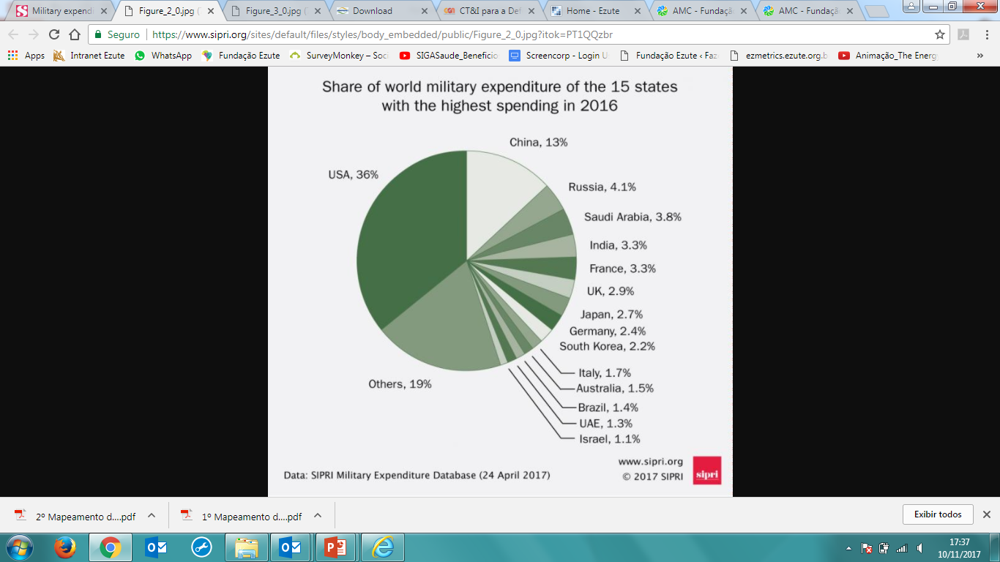 Military expend
Figure_2_0.jpg (
Figure_3_0.jpg (
Download
CT&I para a Def
Home - Ezute
AMC - Fundaçã
AMC - Fundaçã
Seguro
https://www.sipri.org/sites/default/files/styles/body_embedded/public/Figure_2_0.jpg?itok=PT1QQzbr
Apps
Intranet Ezute
WhatsApp
Fundação Ezute
SurveyMonkey – Soc
SIGASaude_Beneficio
Screencorp - Login U
Fundação Ezute ‹ Faz
ezmetrics.ezute.org.b
Animação_The Energ
»
Share of world military expenditure of the 15 states
with the highest spending in 2016
China, 13%
USA, 36%
Russia, 4.1%
Saudi Arabia, 3.8%
India, 3.3%
France, 3.3%
UK, 2.9%
Japan, 2.7%
Germany, 2.4%
South Korea, 2.2%
Italy, 1.7%
Others, 19%
Australia, 1.5%
Brazil, 1.4%
UAE, 1.3%
Israel, 1.1%
www.sipri.org
© 2017 SIPRI
sipri
Data: SIPRI Military Expenditure Database (24 April 2017)
2º Mapeamento d....pdf
1º Mapeamento d....pdf
Exibir todos
17:37
10/11/2017